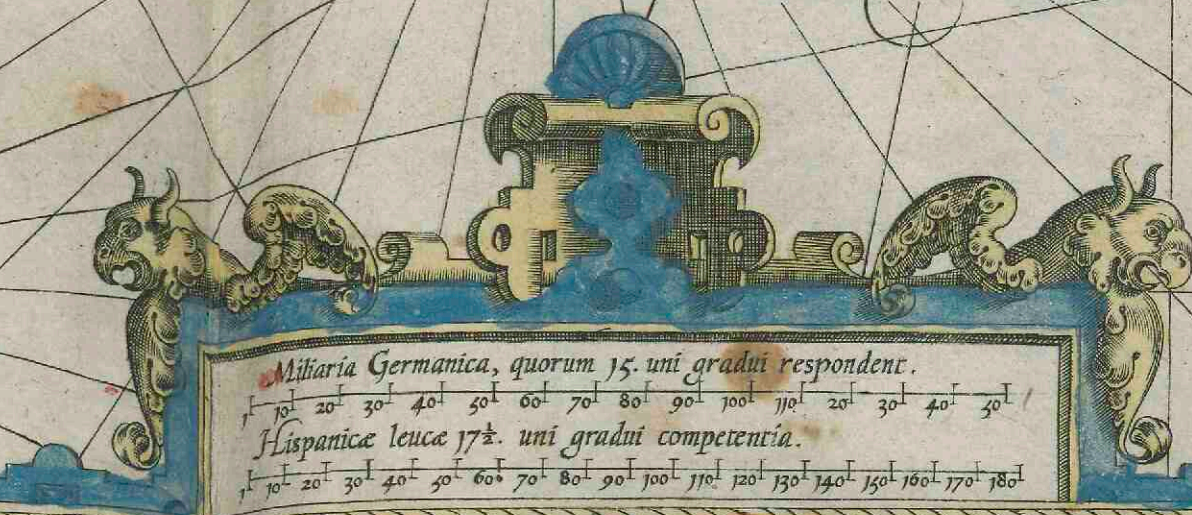 Miliaria Germanica, quorum 15. uni gradui respondent.
1 10 20 30 40 50 60 70 80 90 100 110 20 30 40 50
Hispanicæ leucæ 17½. uni gradui competentia.
1 10 20 30 40 50 60 70 80 90 100 110 120 130 140 150 160 170 180